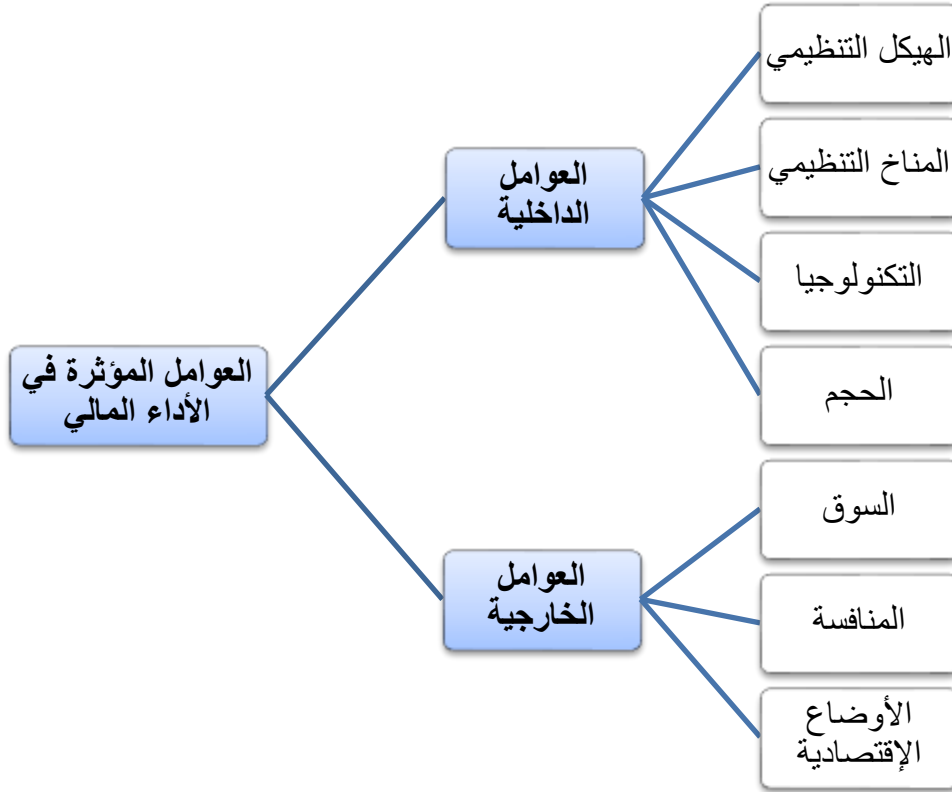 العوامل المؤثرة في
الأداء المالي
العوامل
الداخلية
الهيكل التنظيمي
المناخ التنظيمي
التكنولوجيا
الحجم
العوامل
الخارجية
السوق
المنافسة
الأوضاع
الإقتصادية